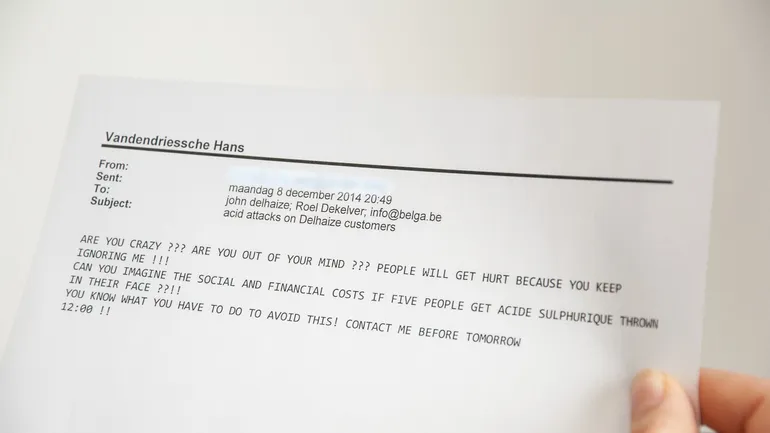 Vandendriessche Hans
From:
Sent: maandag 8 december 2014 20:49
To: john delhaize; Roel Dekelver; info@belga.be
Subject: acid attacks on Delhaize customers
ARE YOU CRAZY ??? ARE YOU OUT OF YOUR MIND ??? PEOPLE WILL GET HURT BECAUSE YOU KEEP
IGNORING ME !!!
CAN YOU IMAGINE THE SOCIAL AND FINANCIAL COSTS IF FIVE PEOPLE GET ACIDE SULPHURIQUE THROWN
IN THEIR FACE ??!!
YOU KNOW WHAT YOU HAVE TO DO TO AVOID THIS! CONTACT ME BEFORE TOMORROW
12:00 !!